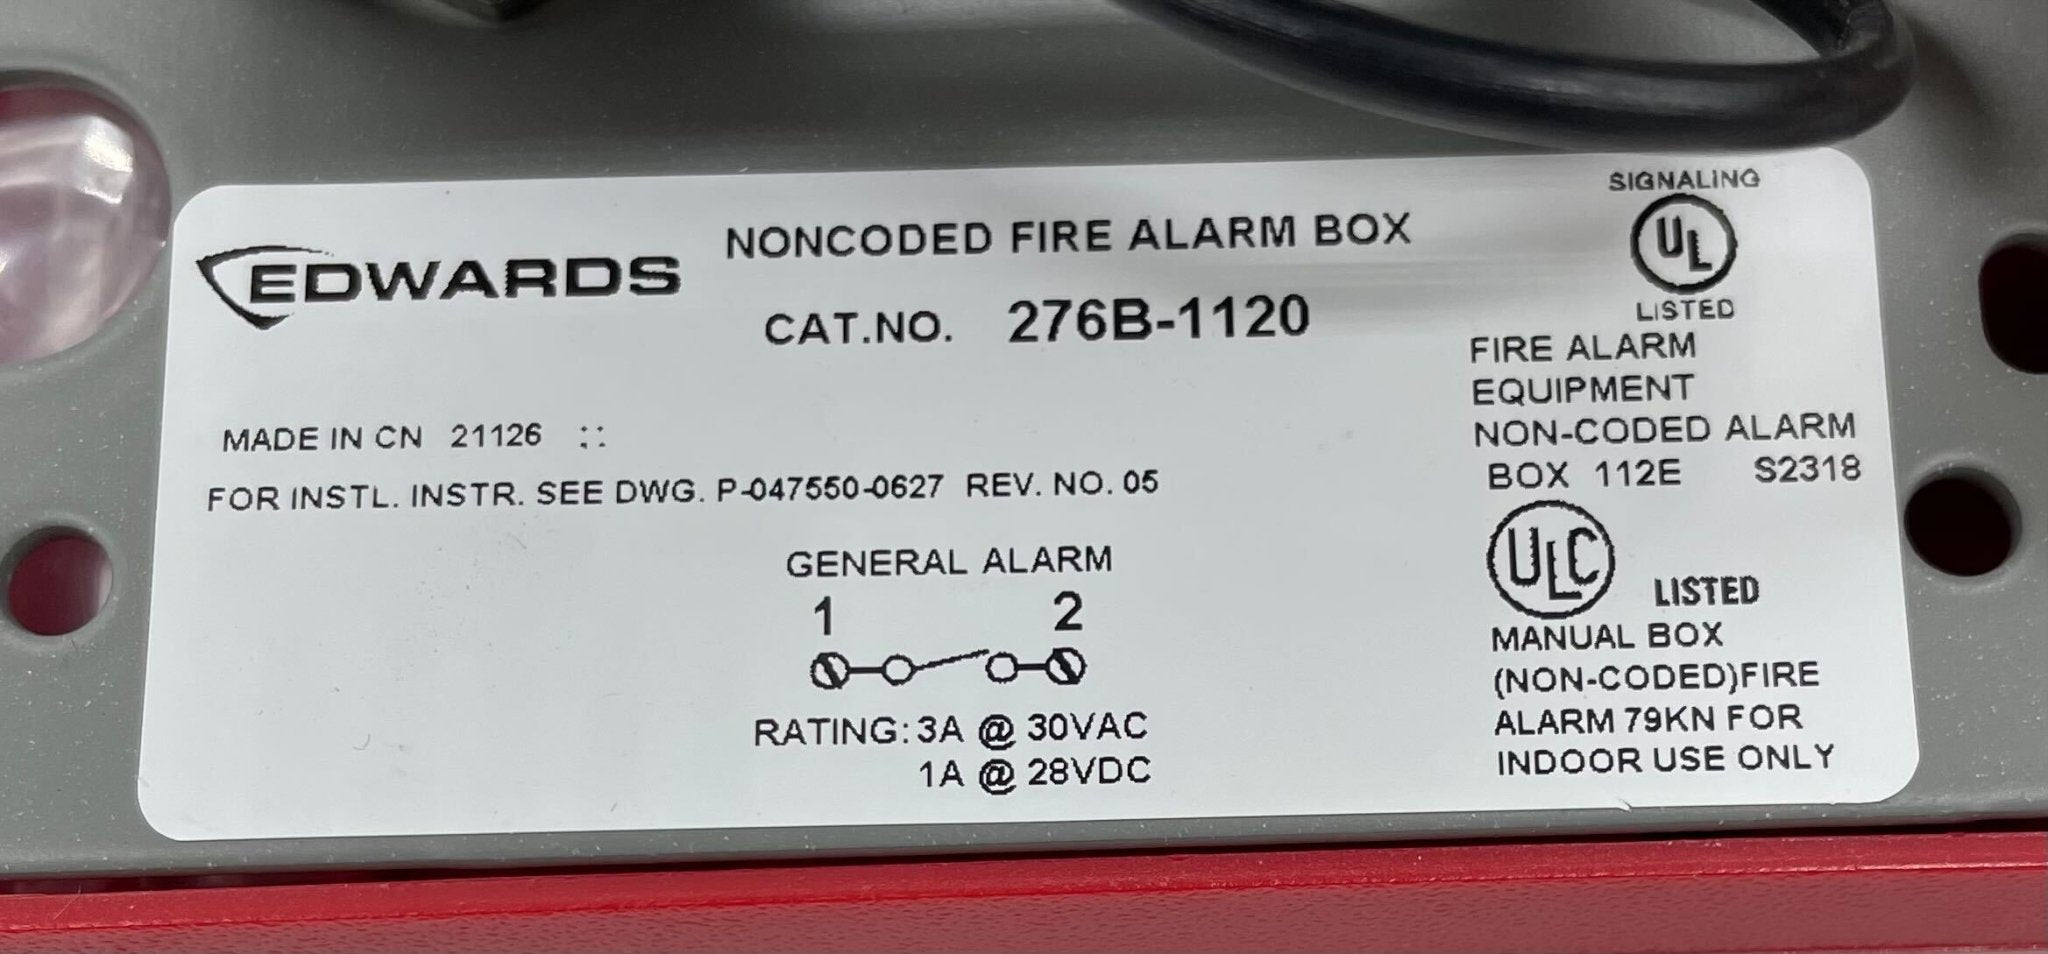 EDWARDS
NONCODED FIRE ALARM BOX
CAT.NO. 276B-1120
MADE IN CN 21126 ::
FOR INSTL. INSTR. SEE DWG. P-047550-0627 REV. NO. 05
GENERAL ALARM
1 2
RATING: 3A @ 30VAC
1A @ 28VDC
SIGNALING
UL
LISTED
FIRE ALARM
EQUIPMENT
NON-CODED ALARM
BOX 112E S2318
ULC LISTED
MANUAL BOX
(NON-CODED)FIRE
ALARM 79KN FOR
INDOOR USE ONLY